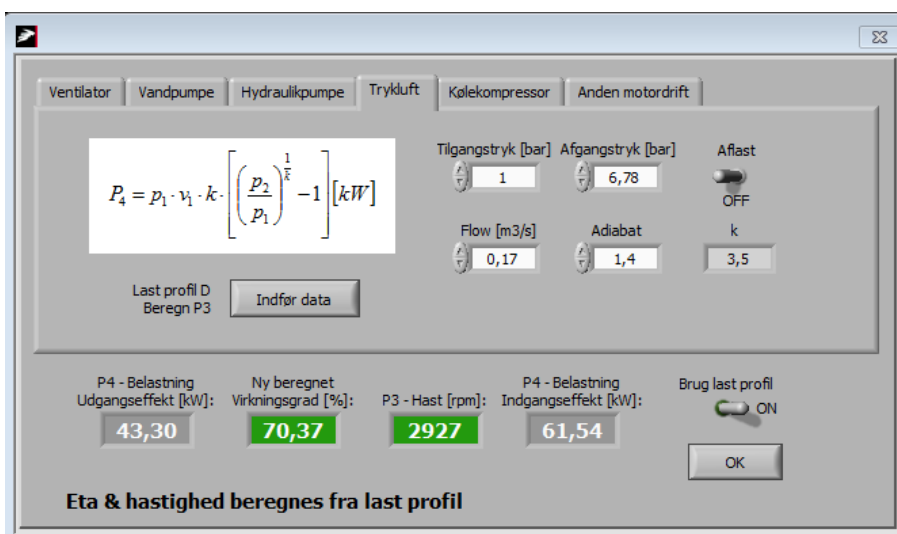 Ventilator Vandpumpe Hydraulikpumpe Trykluft Kølekompressor Anden motordrift
P₄ = p₁ · v₁ · k · [(p₂/p₁)^(1/k) − 1] [kW]
Tilgangstryk [bar] Afgangstryk [bar] Aflast
1 6,78 OFF
Flow [m3/s] Adiabat k
0,17 1,4 3,5
Last profil D
Beregn P3
Indfør data
P4 - Belastning
Udgangseffekt [kW]:
43,30
Ny beregnet
Virkningsgrad [%]:
70,37
P3 - Hast [rpm]:
2927
P4 - Belastning
Indgangseffekt [kW]:
61,54
Brug last profil
ON
OK
Eta & hastighed beregnes fra last profil